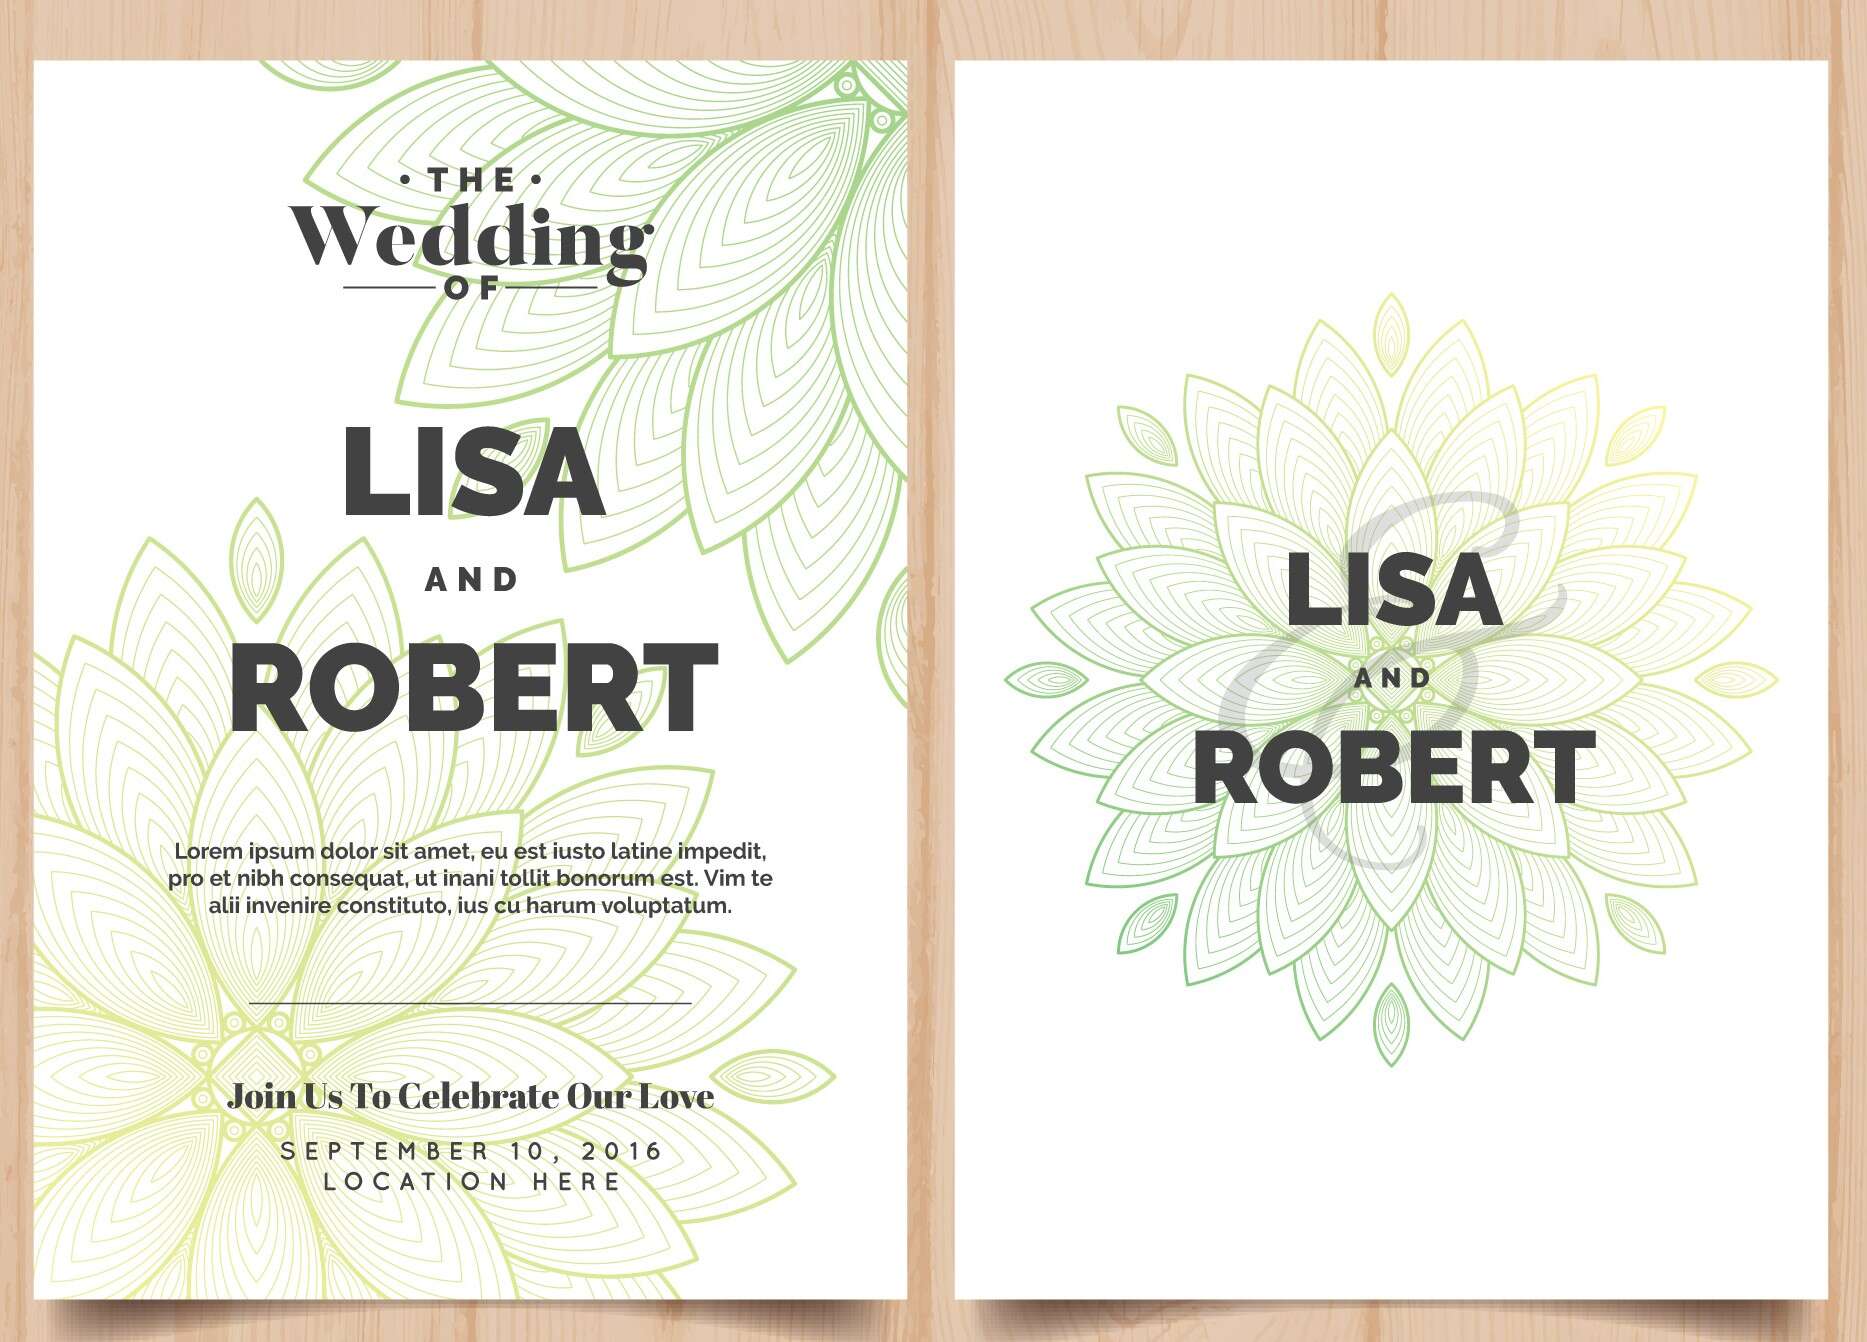 • THE •
Wedding
OF
LISA
AND
ROBERT
Lorem ipsum dolor sit amet, eu est iusto latine impedit,
pro et nibh consequat, ut inani tollit bonorum est. Vim te
alii invenire constituto, ius cu harum voluptatum.
Join Us To Celebrate Our Love
SEPTEMBER 10, 2016
LOCATION HERE
&
LISA
AND
ROBERT